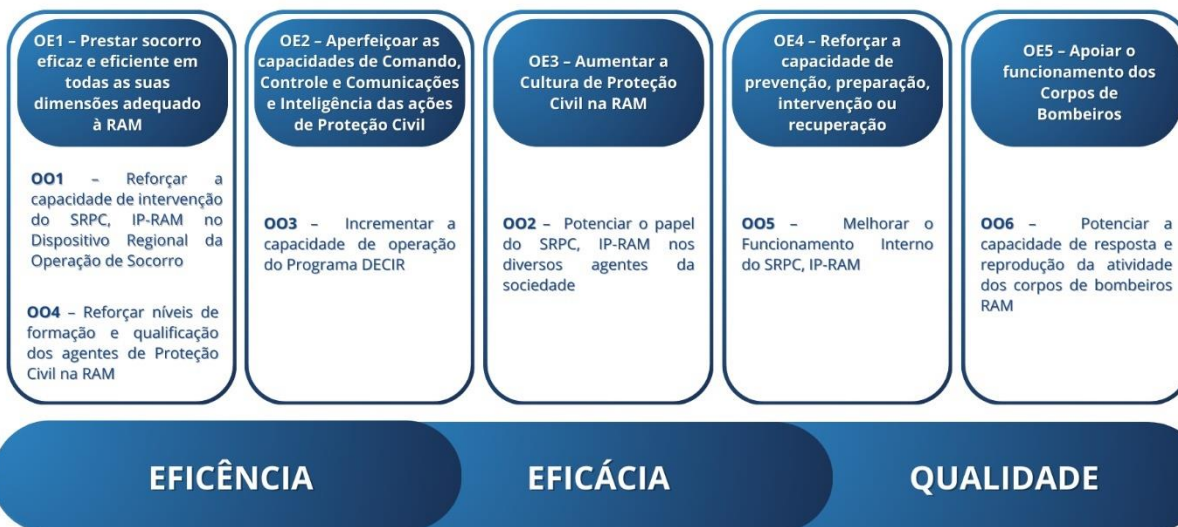 OE1 – Prestar socorro
eficaz e eficiente em
todas as suas
dimensões adequado
à RAM
OO1 – Reforçar a
capacidade de intervenção
do SRPC, IP-RAM no
Dispositivo Regional da
Operação de Socorro
OO4 – Reforçar níveis de
formação e qualificação
dos agentes de Proteção
Civil na RAM
OE2 – Aperfeiçoar as
capacidades de Comando,
Controle e Comunicações
e Inteligência das ações
de Proteção Civil
OO3 – Incrementar a
capacidade de operação
do Programa DECIR
OE3 – Aumentar a
Cultura de Proteção
Civil na RAM
OO2 – Potenciar o papel
do SRPC, IP-RAM nos
diversos agentes da
sociedade
OE4 – Reforçar a
capacidade de
prevenção, preparação,
intervenção ou
recuperação
OO5 – Melhorar o
Funcionamento Interno
do SRPC, IP-RAM
OE5 – Apoiar o
funcionamento dos
Corpos de
Bombeiros
OO6 – Potenciar a
capacidade de resposta e
reprodução da atividade
dos corpos de bombeiros
RAM
EFICÊNCIA
EFICÁCIA
QUALIDADE